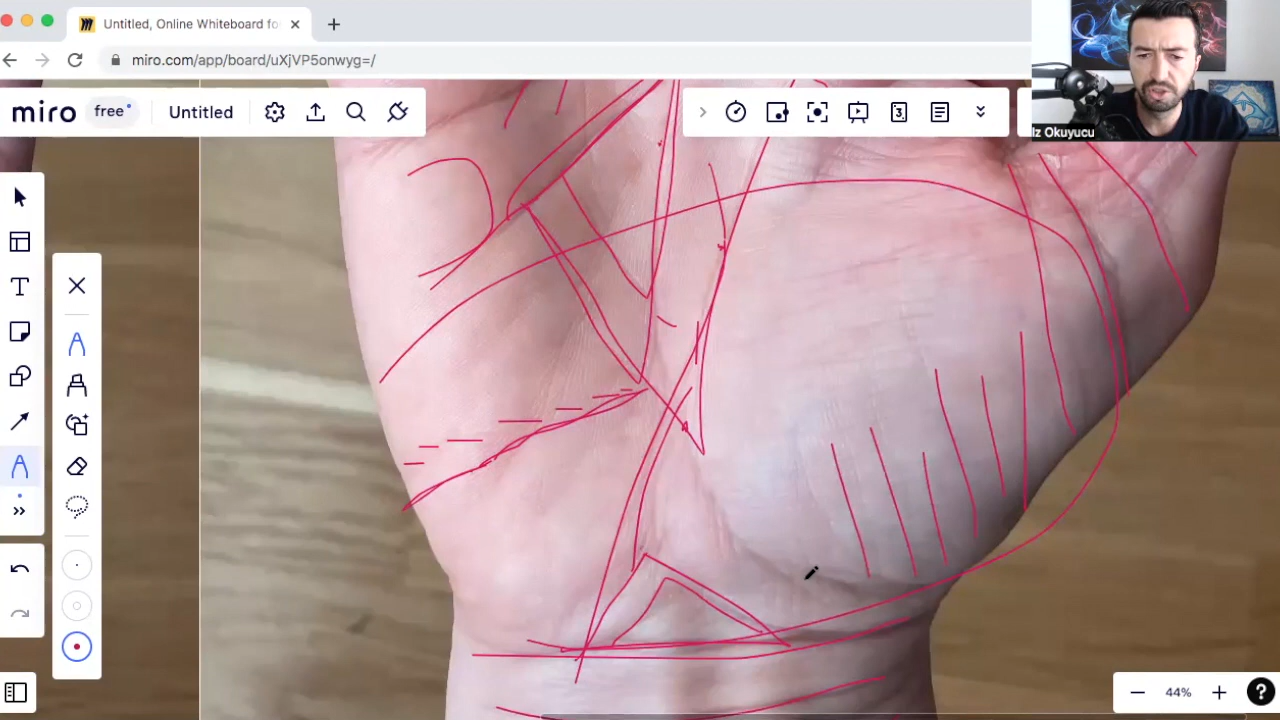 Untitled, Online Whiteboard fo
miro.com/app/board/uXjVP5onwyg=/
miro free Untitled
3
lz Okuyucu
44%
?